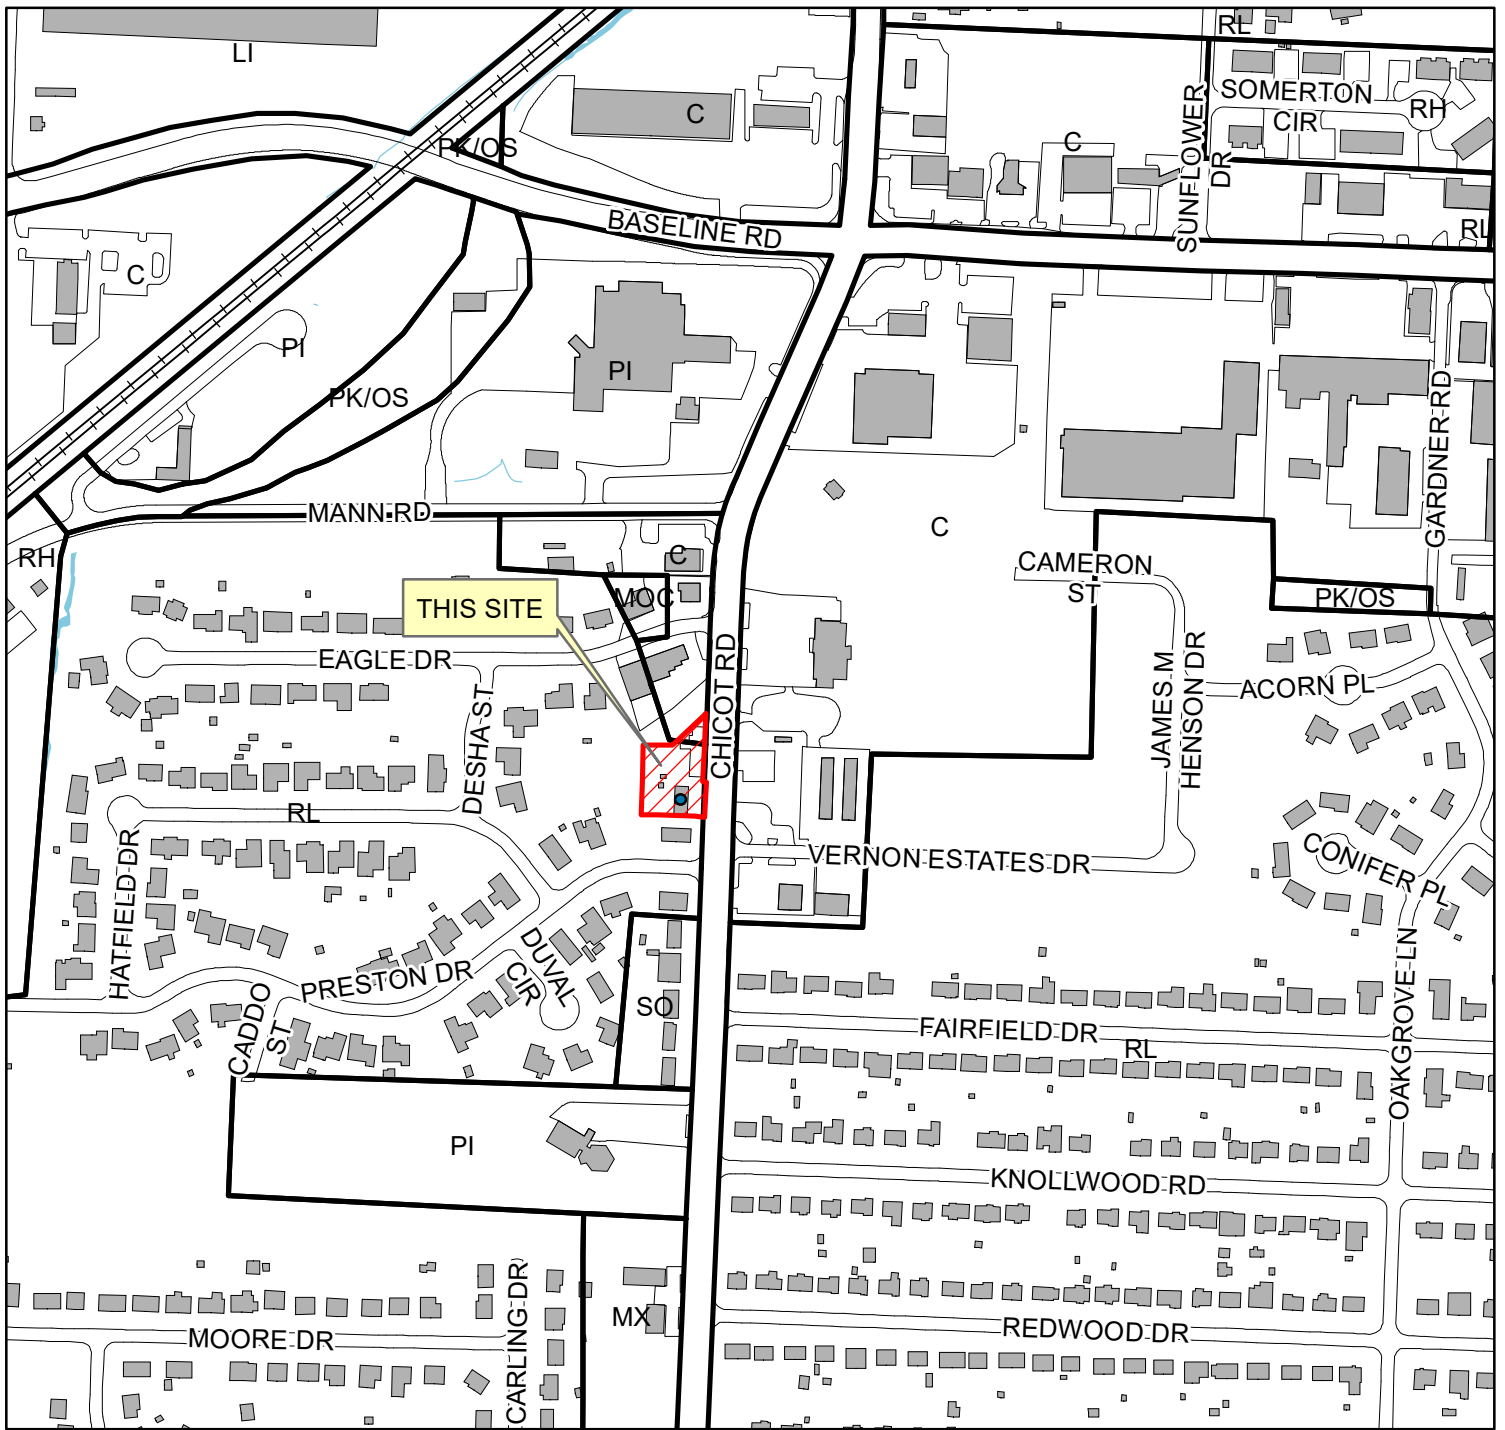 RL
LI
SOMERTON
CIR
RH
C
C
PK/OS
SUNFLOWER
DR
BASELINE RD
RL
C
PI
PI
PK/OS
GARDNER RD
MANN RD
C
RH
C
CAMERON
ST
THIS SITE
MOC
PK/OS
EAGLE DR
CHICOT RD
JAMES M
HENSON DR
ACORN PL
DESHA ST
RL
HATFIELD DR
VERNON ESTATES DR
CONIFER PL
PRESTON DR
DUVAL
CIR
CADDO
ST
SO
FAIRFIELD DR
RL
OAKGROVE LN
PI
KNOLLWOOD RD
MX
CARLING DR
MOORE DR
REDWOOD DR